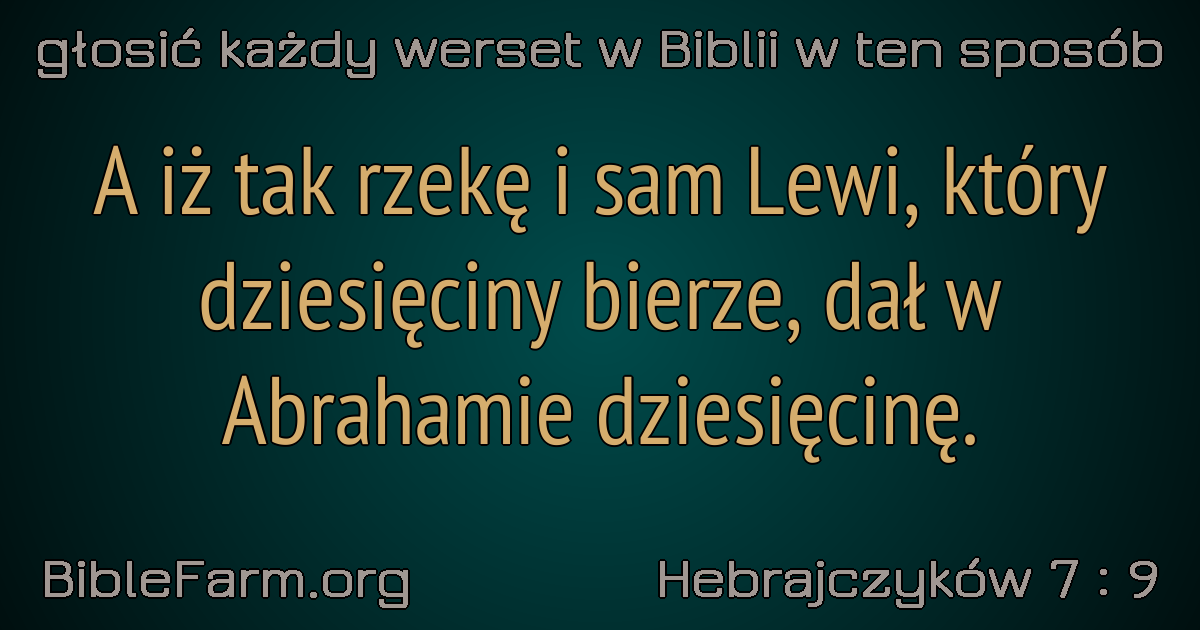 głosić każdy werset w Biblii w ten sposób
A iż tak rzekę i sam Lewi, który
dziesięciny bierze, dał w
Abrahamie dziesięcinę.
BibleFarm.org
Hebrajczyków 7 : 9